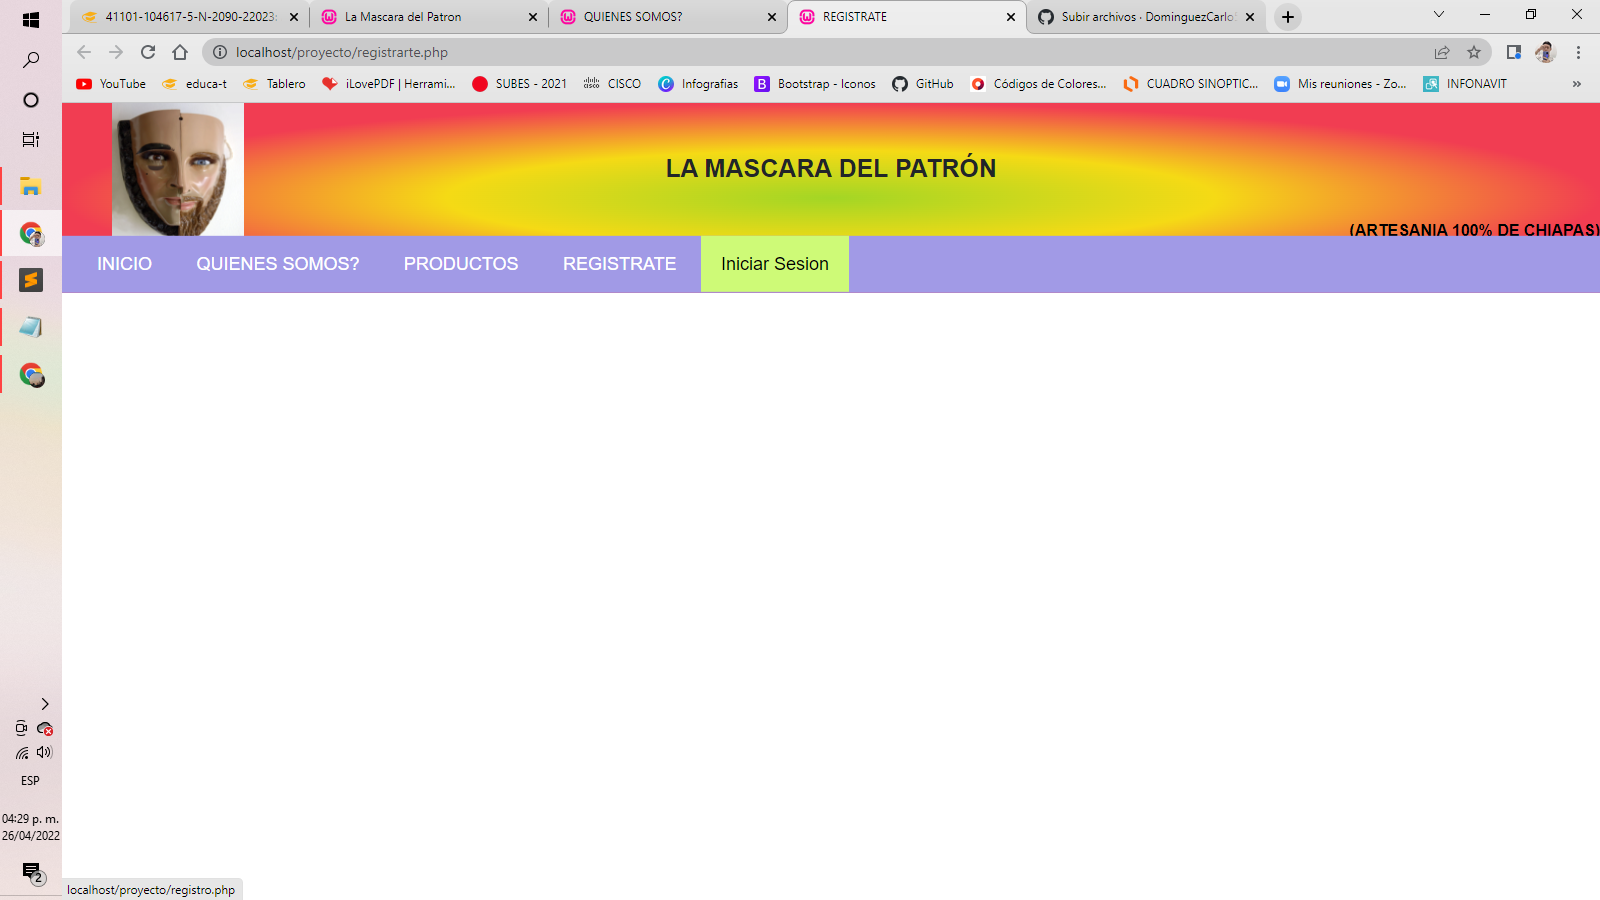 41101-104617-5-N-2090-22023
La Mascara del Patron
QUIENES SOMOS?
REGISTRATE
Subir archivos · DominguezCarlo
localhost/proyecto/registrarte.php
YouTube
educa-t
Tablero
iLovePDF | Herrami...
SUBES - 2021
CISCO
Infografias
Bootstrap - Iconos
GitHub
Códigos de Colores...
CUADRO SINOPTIC...
Mis reuniones - Zo...
INFONAVIT
»
LA MASCARA DEL PATRÓN
(ARTESANIA 100% DE CHIAPAS)
INICIO QUIENES SOMOS? PRODUCTOS REGISTRATE Iniciar Sesion
ESP
04:29 p. m.
26/04/2022
2
localhost/proyecto/registro.php